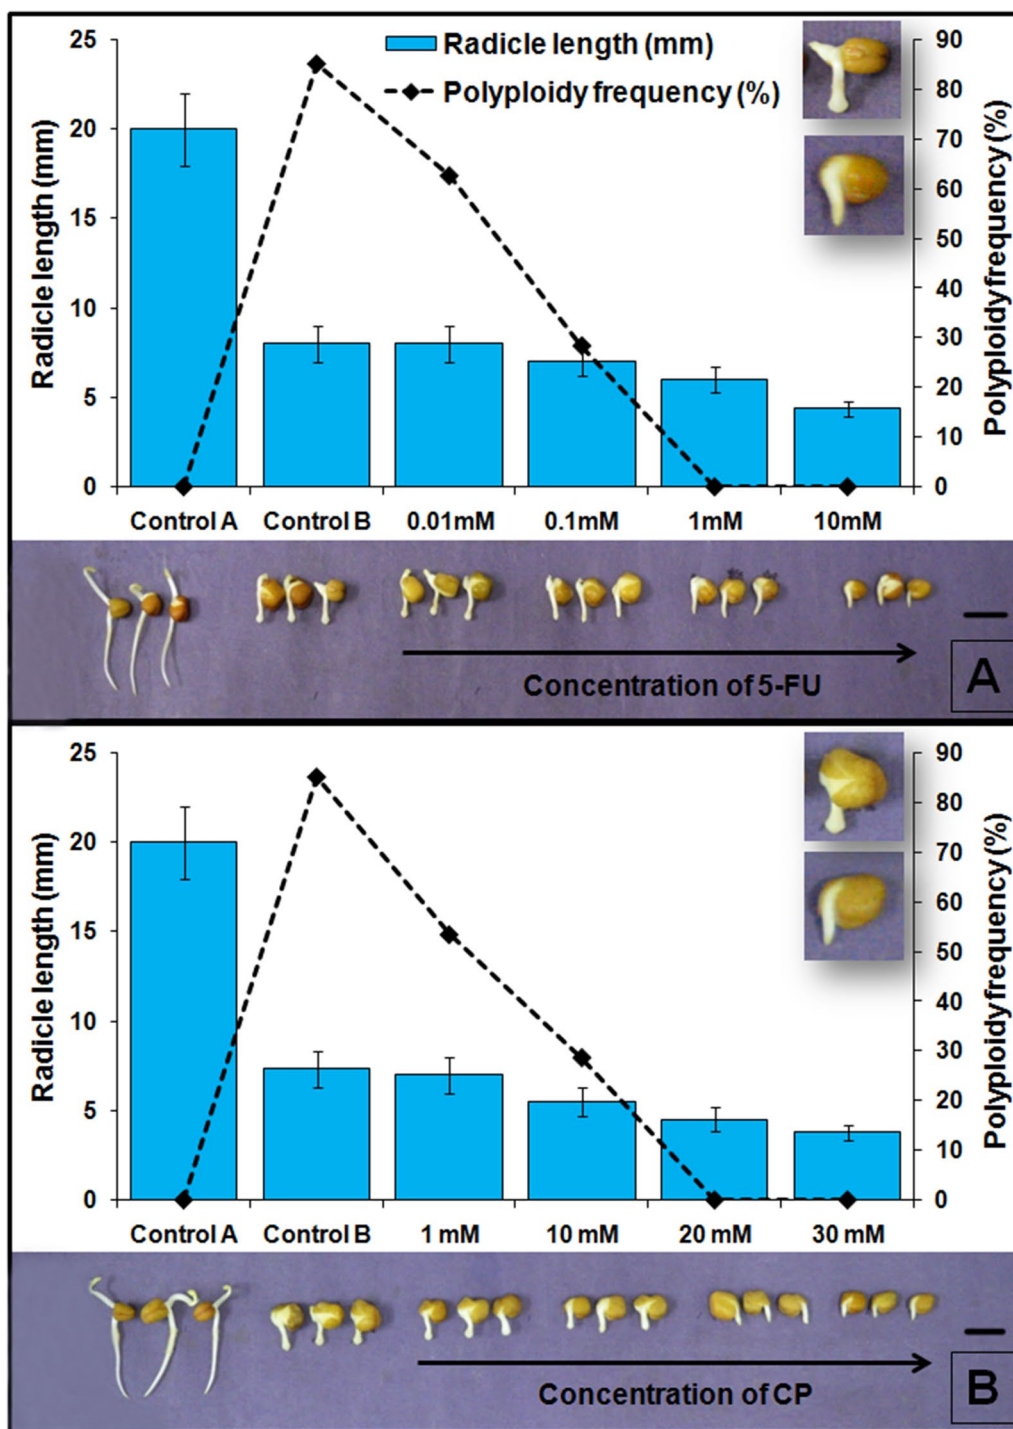 25
20
15
10
5
0
Radicle length (mm)
Radicle length (mm)
Polyploidy frequency (%)
90
80
70
60
50
40
30
20
10
0
Polyploidy frequency (%)
Control A Control B 0.01mM 0.1mM 1mM 10mM
Concentration of 5-FU
A
25
20
15
10
5
0
Radicle length (mm)
90
80
70
60
50
40
30
20
10
0
Polyploidy frequency (%)
Control A Control B 1 mM 10 mM 20 mM 30 mM
Concentration of CP
B